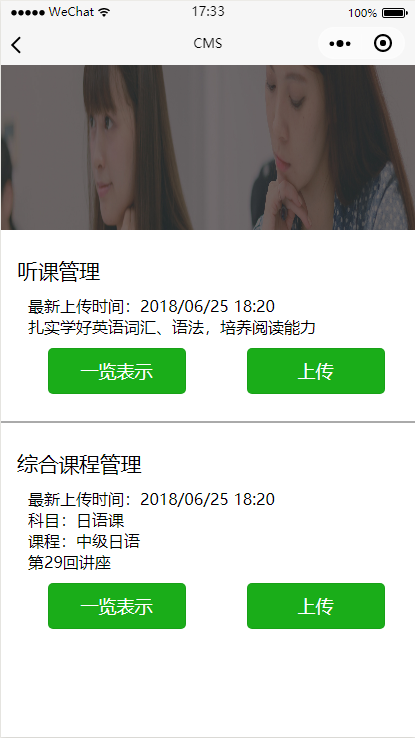 WeChat 17:33 100%
CMS
听课管理
最新上传时间：2018/06/25 18:20
扎实学好英语词汇、语法，培养阅读能力
一览表示 上传
综合课程管理
最新上传时间：2018/06/25 18:20
科目：日语课
课程：中级日语
第29回讲座
一览表示 上传